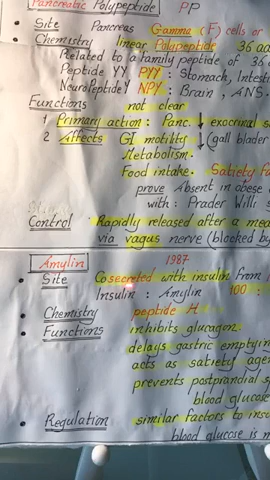 Pancreatic Polypeptide PP
• Site Pancreas Gamma (F) cells or
• Chemistry linear Polypeptide 36 aa
Related to a family peptide of 36
Peptide YY PYY: Stomach, Intest
NeuroPeptide Y NPY: Brain, ANS.
Functions not clear
1 Primary action: Panc. ↓ exocrinal s
2 Affects GI motility ↓ (gall blader
Metabolism.
Food intake. Satiety Fa
prove Absent in obese
with: Prader Willi s
Control Rapidly released after a mea
via vagus nerve (blocked by
Amylin 1987
• Site Cosecreted with insulin from
Insulin: Amylin 100:
• Chemistry peptide H
• Functions inhibits glucagon
delays gastric emptyin
acts as satiety age
prevents postprandial s
blood glucose
• Regulation similar factors to insu
blood glucose is m